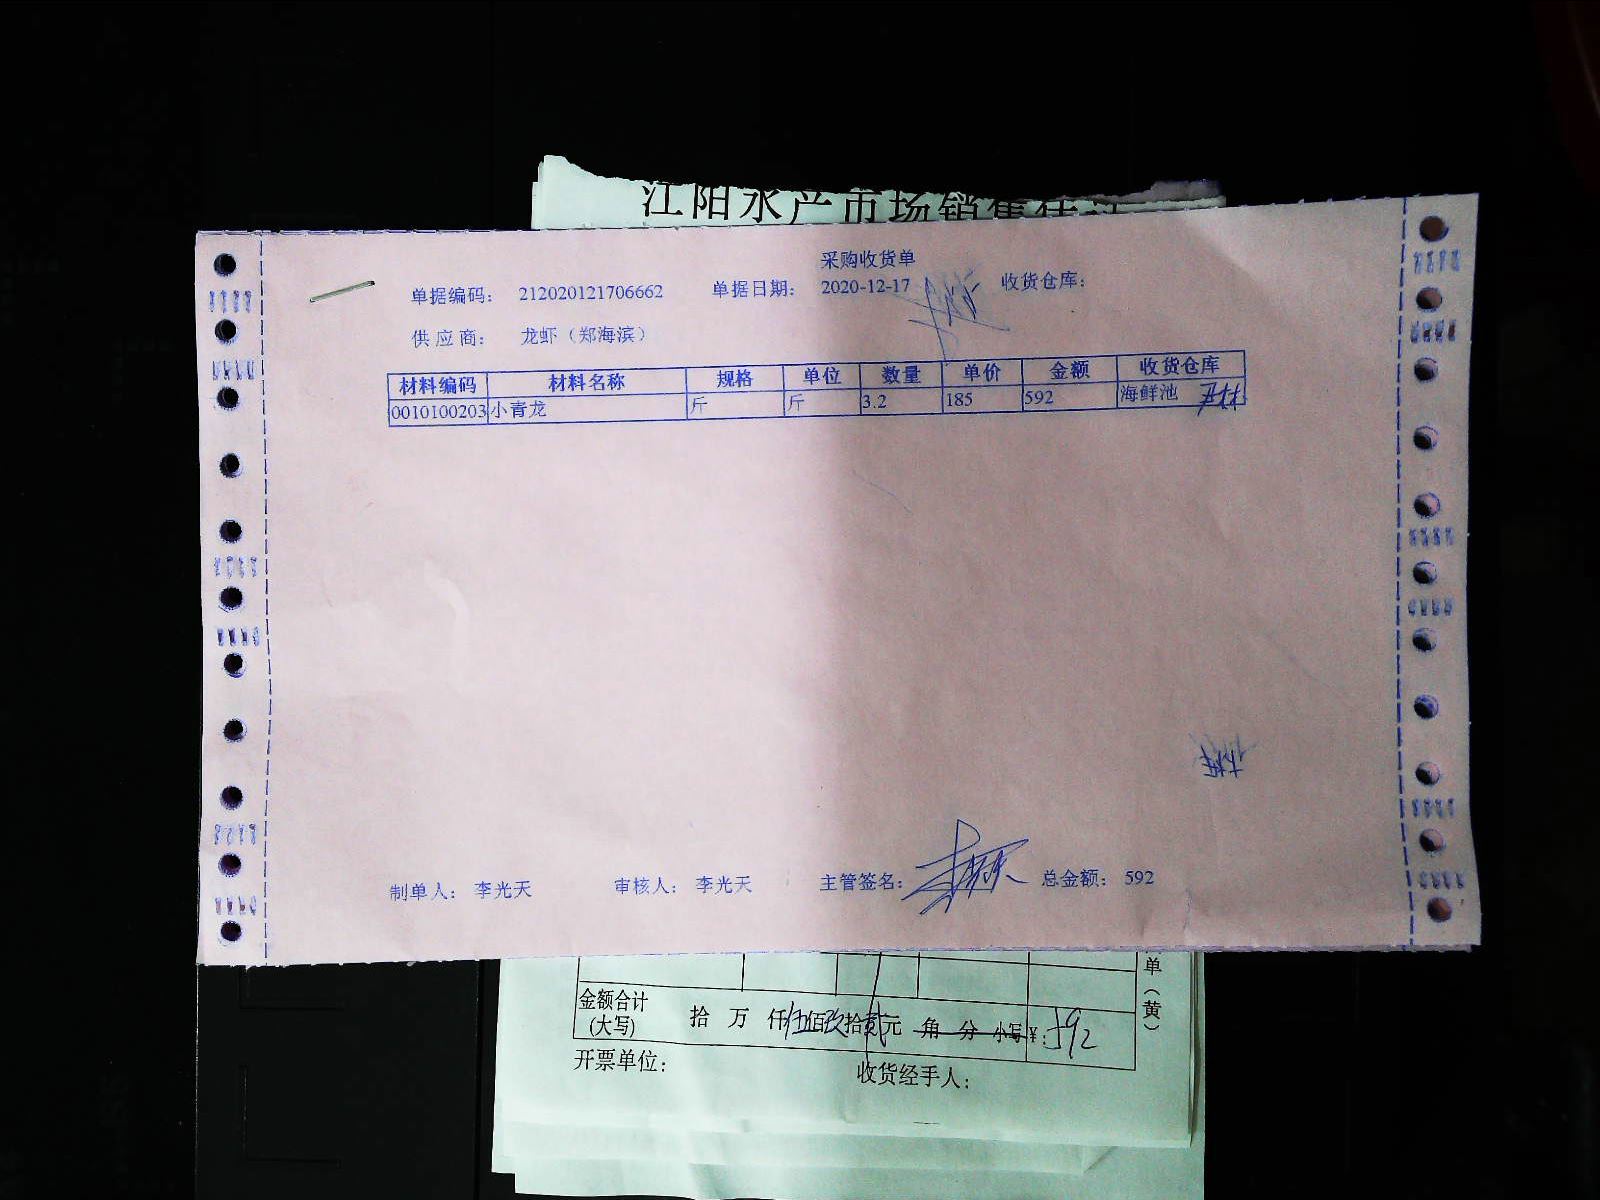 江阳水产市场销售
采购收货单
单据编码： 212020121706662 单据日期： 2020-12-17 收货仓库：
供应商： 龙虾（郑海滨）
材料编码 材料名称 规格 单位 数量 单价 金额 收货仓库
0010100203 小青龙 斤 斤 3.2 185 592 海鲜池
制单人： 李光天 审核人： 李光天 主管签名： 总金额： 592
单（黄）
金额合计 拾 万 仟伍佰玖拾贰元 角 分 小写￥：592
(大写)
开票单位： 收货经手人：